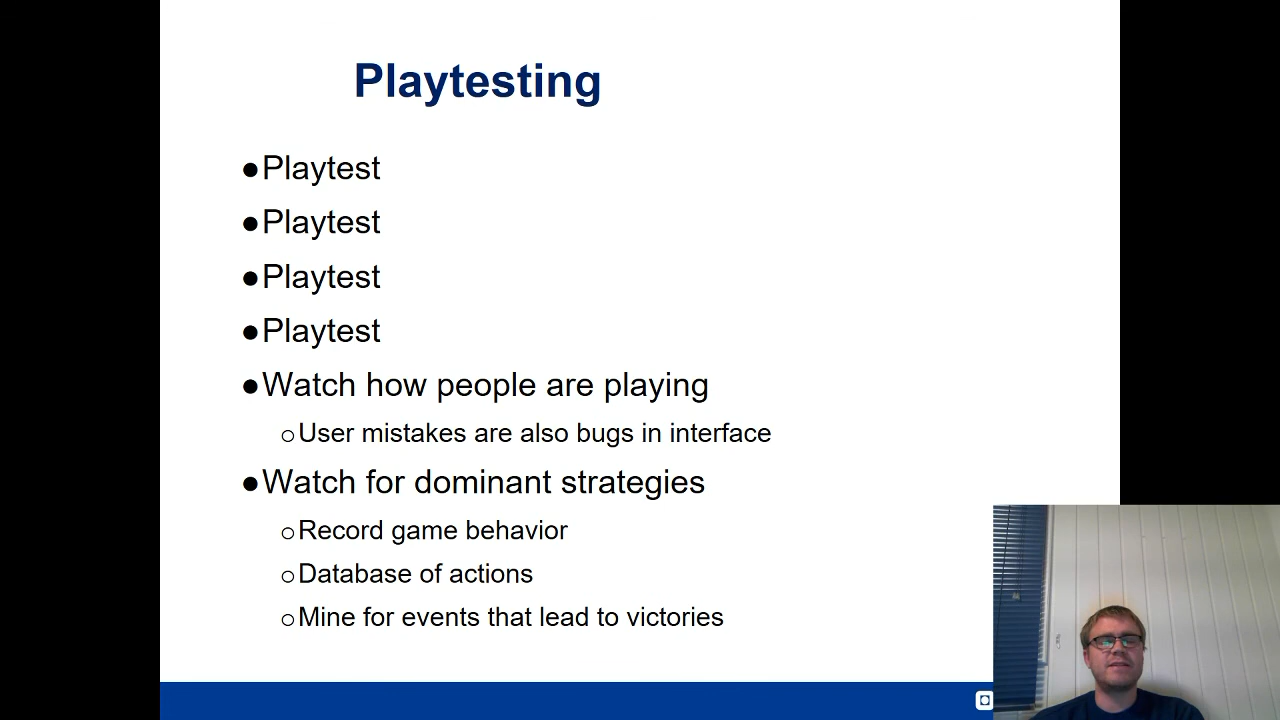 Playtesting
●Playtest
●Playtest
●Playtest
●Playtest
●Watch how people are playing
○User mistakes are also bugs in interface
●Watch for dominant strategies
○Record game behavior
○Database of actions
○Mine for events that lead to victories